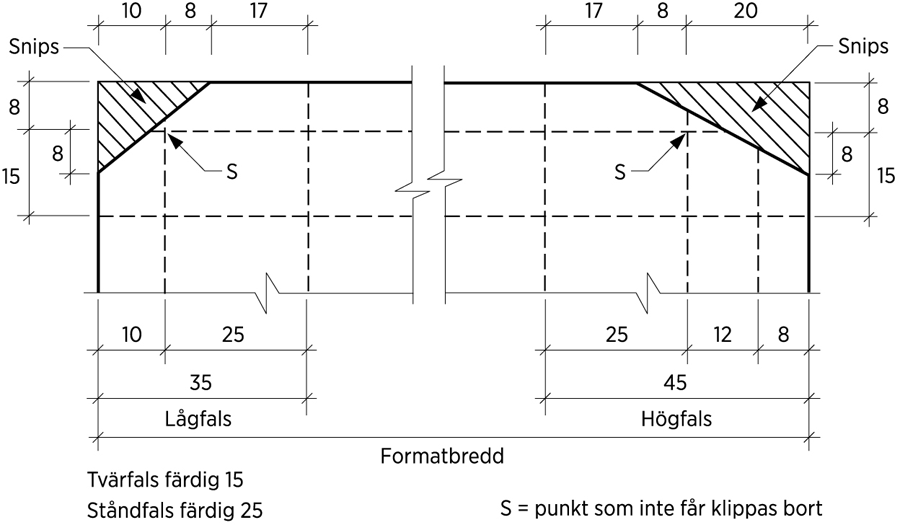 10 8 17 17 8 20
Snips Snips
8 8
8 8
15 15
S S
10 25 25 12 8
35 45
Lågfals Högfals
Formatbredd
Tvärfals färdig 15
Ståndfals färdig 25
S = punkt som inte får klippas bort